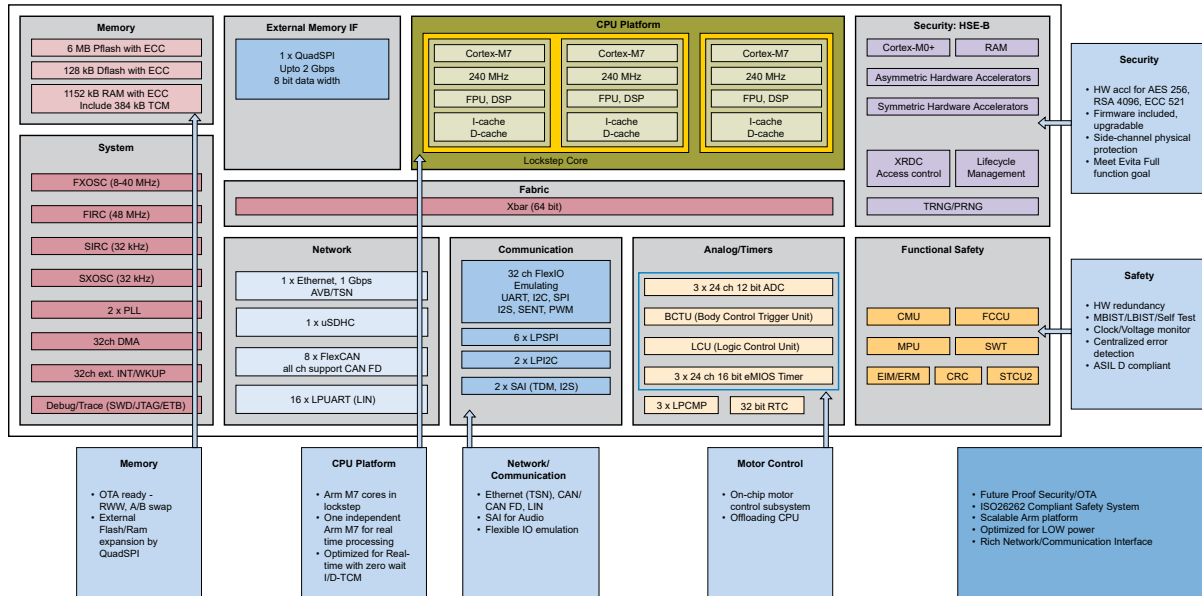 Memory
6 MB Pflash with ECC
128 kB Dflash with ECC
1152 kB RAM with ECC
Include 384 kB TCM
External Memory IF
1 x QuadSPI
Upto 2 Gbps
8 bit data width
CPU Platform
Cortex-M7
240 MHz
FPU, DSP
I-cache
D-cache
Cortex-M7
240 MHz
FPU, DSP
I-cache
D-cache
Cortex-M7
240 MHz
FPU, DSP
I-cache
D-cache
Lockstep Core
Security: HSE-B
Cortex-M0+
RAM
Asymmetric Hardware Accelerators
Symmetric Hardware Accelerators
XRDC
Access control
Lifecycle
Management
TRNG/PRNG
Security
• HW accl for AES 256,
RSA 4096, ECC 521
• Firmware included,
upgradable
• Side-channel physical
protection
• Meet Evita Full
function goal
System
FXOSC (8-40 MHz)
FIRC (48 MHz)
SIRC (32 kHz)
SXOSC (32 kHz)
2 x PLL
32ch DMA
32ch ext. INT/WKUP
Debug/Trace (SWD/JTAG/ETB)
Fabric
Xbar (64 bit)
Network
1 x Ethernet, 1 Gbps
AVB/TSN
1 x uSDHC
8 x FlexCAN
all ch support CAN FD
16 x LPUART (LIN)
Communication
32 ch FlexIO
Emulating
UART, I2C, SPI
I2S, SENT, PWM
6 x LPSPI
2 x LPI2C
2 x SAI (TDM, I2S)
Analog/Timers
3 x 24 ch 12 bit ADC
BCTU (Body Control Trigger Unit)
LCU (Logic Control Unit)
3 x 24 ch 16 bit eMIOS Timer
3 x LPCMP
32 bit RTC
Functional Safety
CMU
FCCU
MPU
SWT
EIM/ERM
CRC
STCU2
Safety
• HW redundancy
• MBIST/LBIST/Self Test
• Clock/Voltage monitor
• Centralized error
detection
• ASIL D compliant
Memory
• OTA ready -
RWW, A/B swap
• External
Flash/Ram
expansion by
QuadSPI
CPU Platform
• Arm M7 cores in
lockstep
• One independent
Arm M7 for real
time processing
• Optimized for Real-
time with zero wait
I/D-TCM
Network/
Communication
• Ethernet (TSN), CAN/
CAN FD, LIN
• SAI for Audio
• Flexible IO emulation
Motor Control
• On-chip motor
control subsystem
• Offloading CPU
• Future Proof Security/OTA
• ISO26262 Compliant Safety System
• Scalable Arm platform
• Optimized for LOW power
• Rich Network/Communication Interface